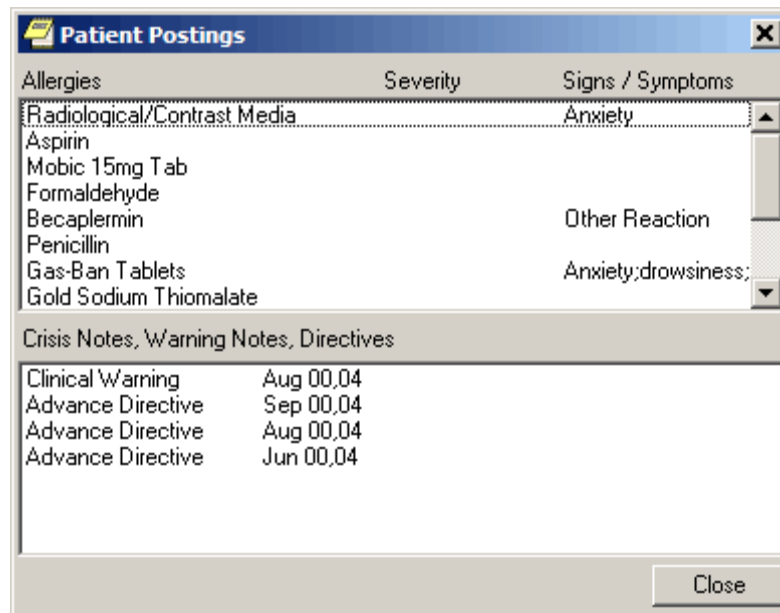 Patient Postings
Allergies Severity Signs / Symptoms
Radiological/Contrast Media Anxiety
Aspirin
Mobic 15mg Tab
Formaldehyde
Becaplermin Other Reaction
Penicillin
Gas-Ban Tablets Anxiety;drowsiness;
Gold Sodium Thiomalate
Crisis Notes, Warning Notes, Directives
Clinical Warning Aug 00,04
Advance Directive Sep 00,04
Advance Directive Aug 00,04
Advance Directive Jun 00,04
Close